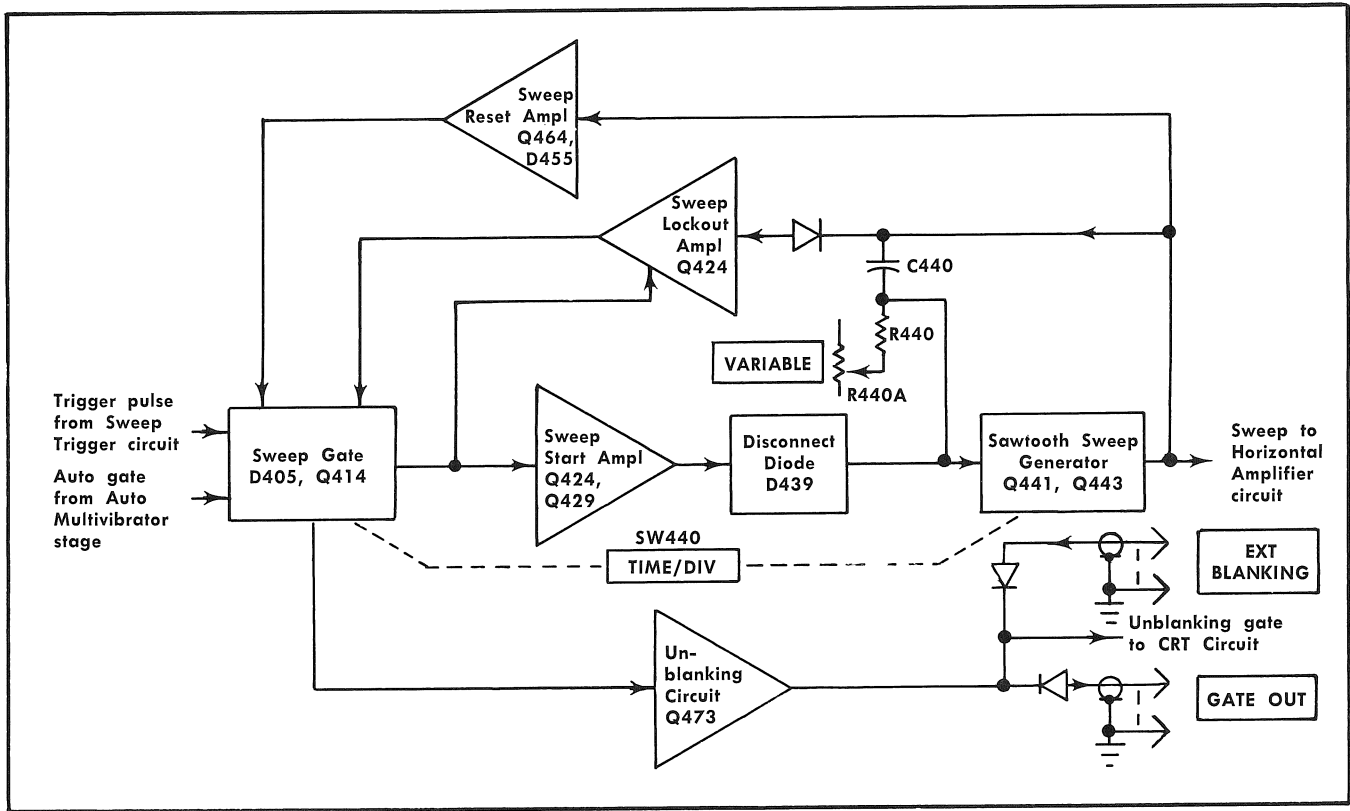 Sweep
Reset Ampl
Q464,
D455
Sweep
Lockout
Ampl
Q424
C440
R440
VARIABLE
R440A
Trigger pulse
from Sweep
Trigger circuit
Auto gate
from Auto
Multivibrator
stage
Sweep Gate
D405, Q414
Sweep
Start Ampl
Q424,
Q429
Disconnect
Diode
D439
Sawtooth Sweep
Generator
Q441, Q443
Sweep to
Horizontal
Amplifier
circuit
SW440
TIME/DIV
EXT
BLANKING
Unblanking gate
to CRT Circuit
Un-
blanking
Circuit
Q473
GATE OUT